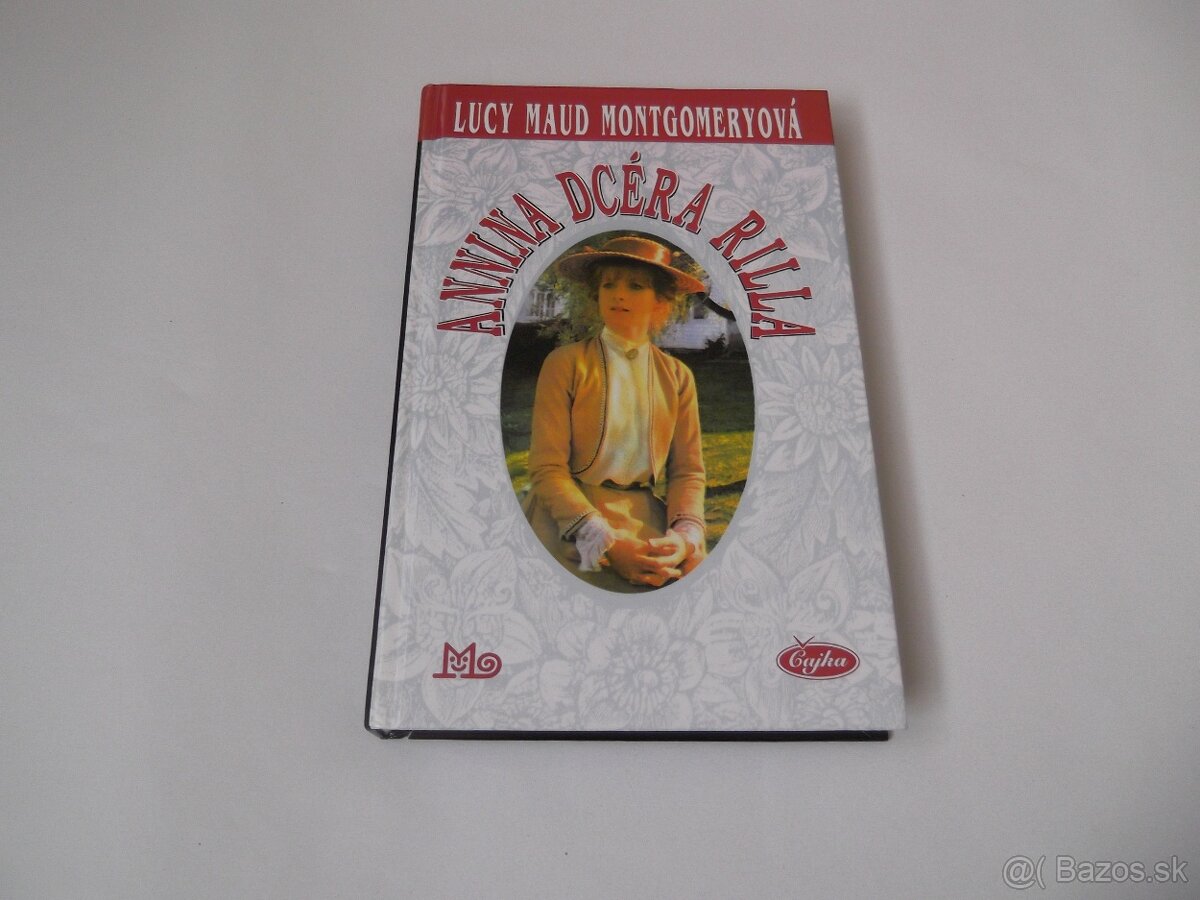 LUCY MAUD MONTGOMERYOVÁ
ANNINA DCÉRA RILLA
M
Čajka
@( Bazos.sk